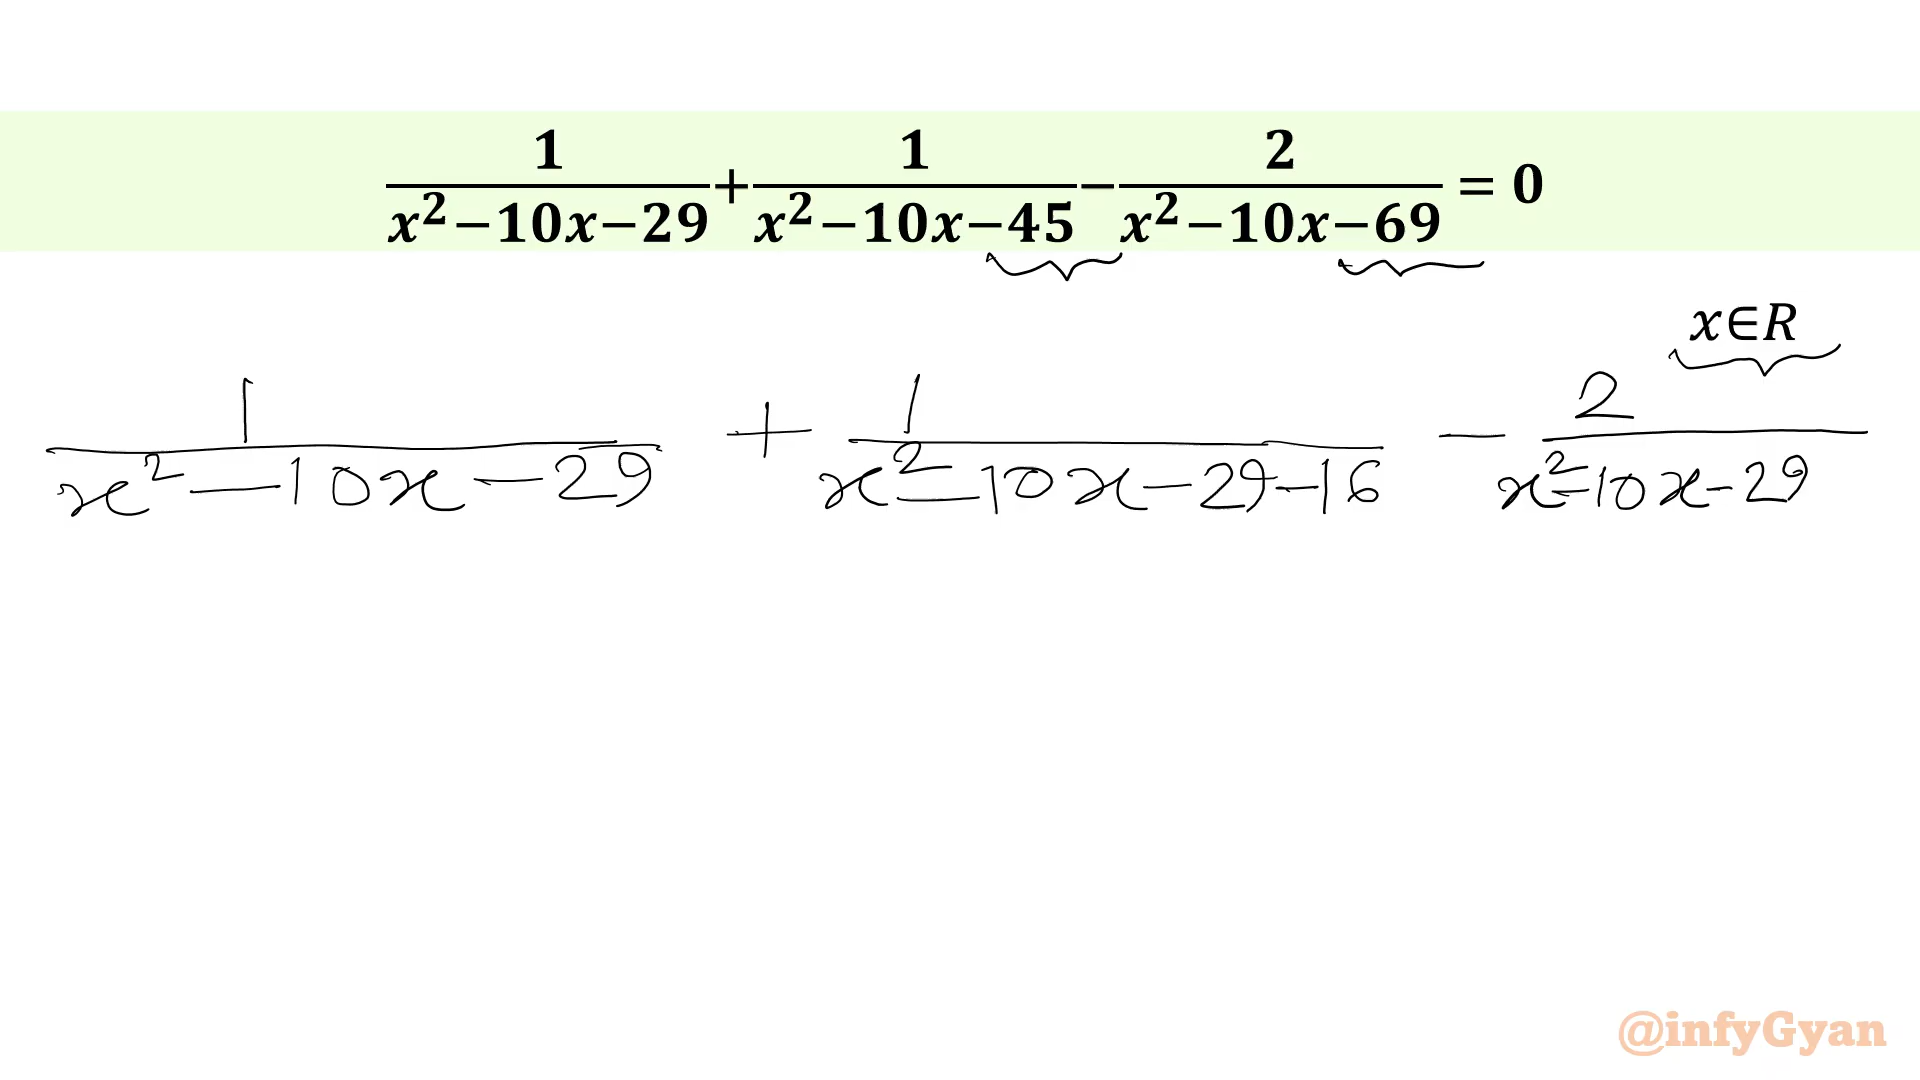 1/(x²−10x−29) + 1/(x²−10x−45) − 2/(x²−10x−69) = 0
x∈R
1/(x²−10x−29) + 1/(x²−10x−29−16) − 2/(x²−10x−29
@infyGyan